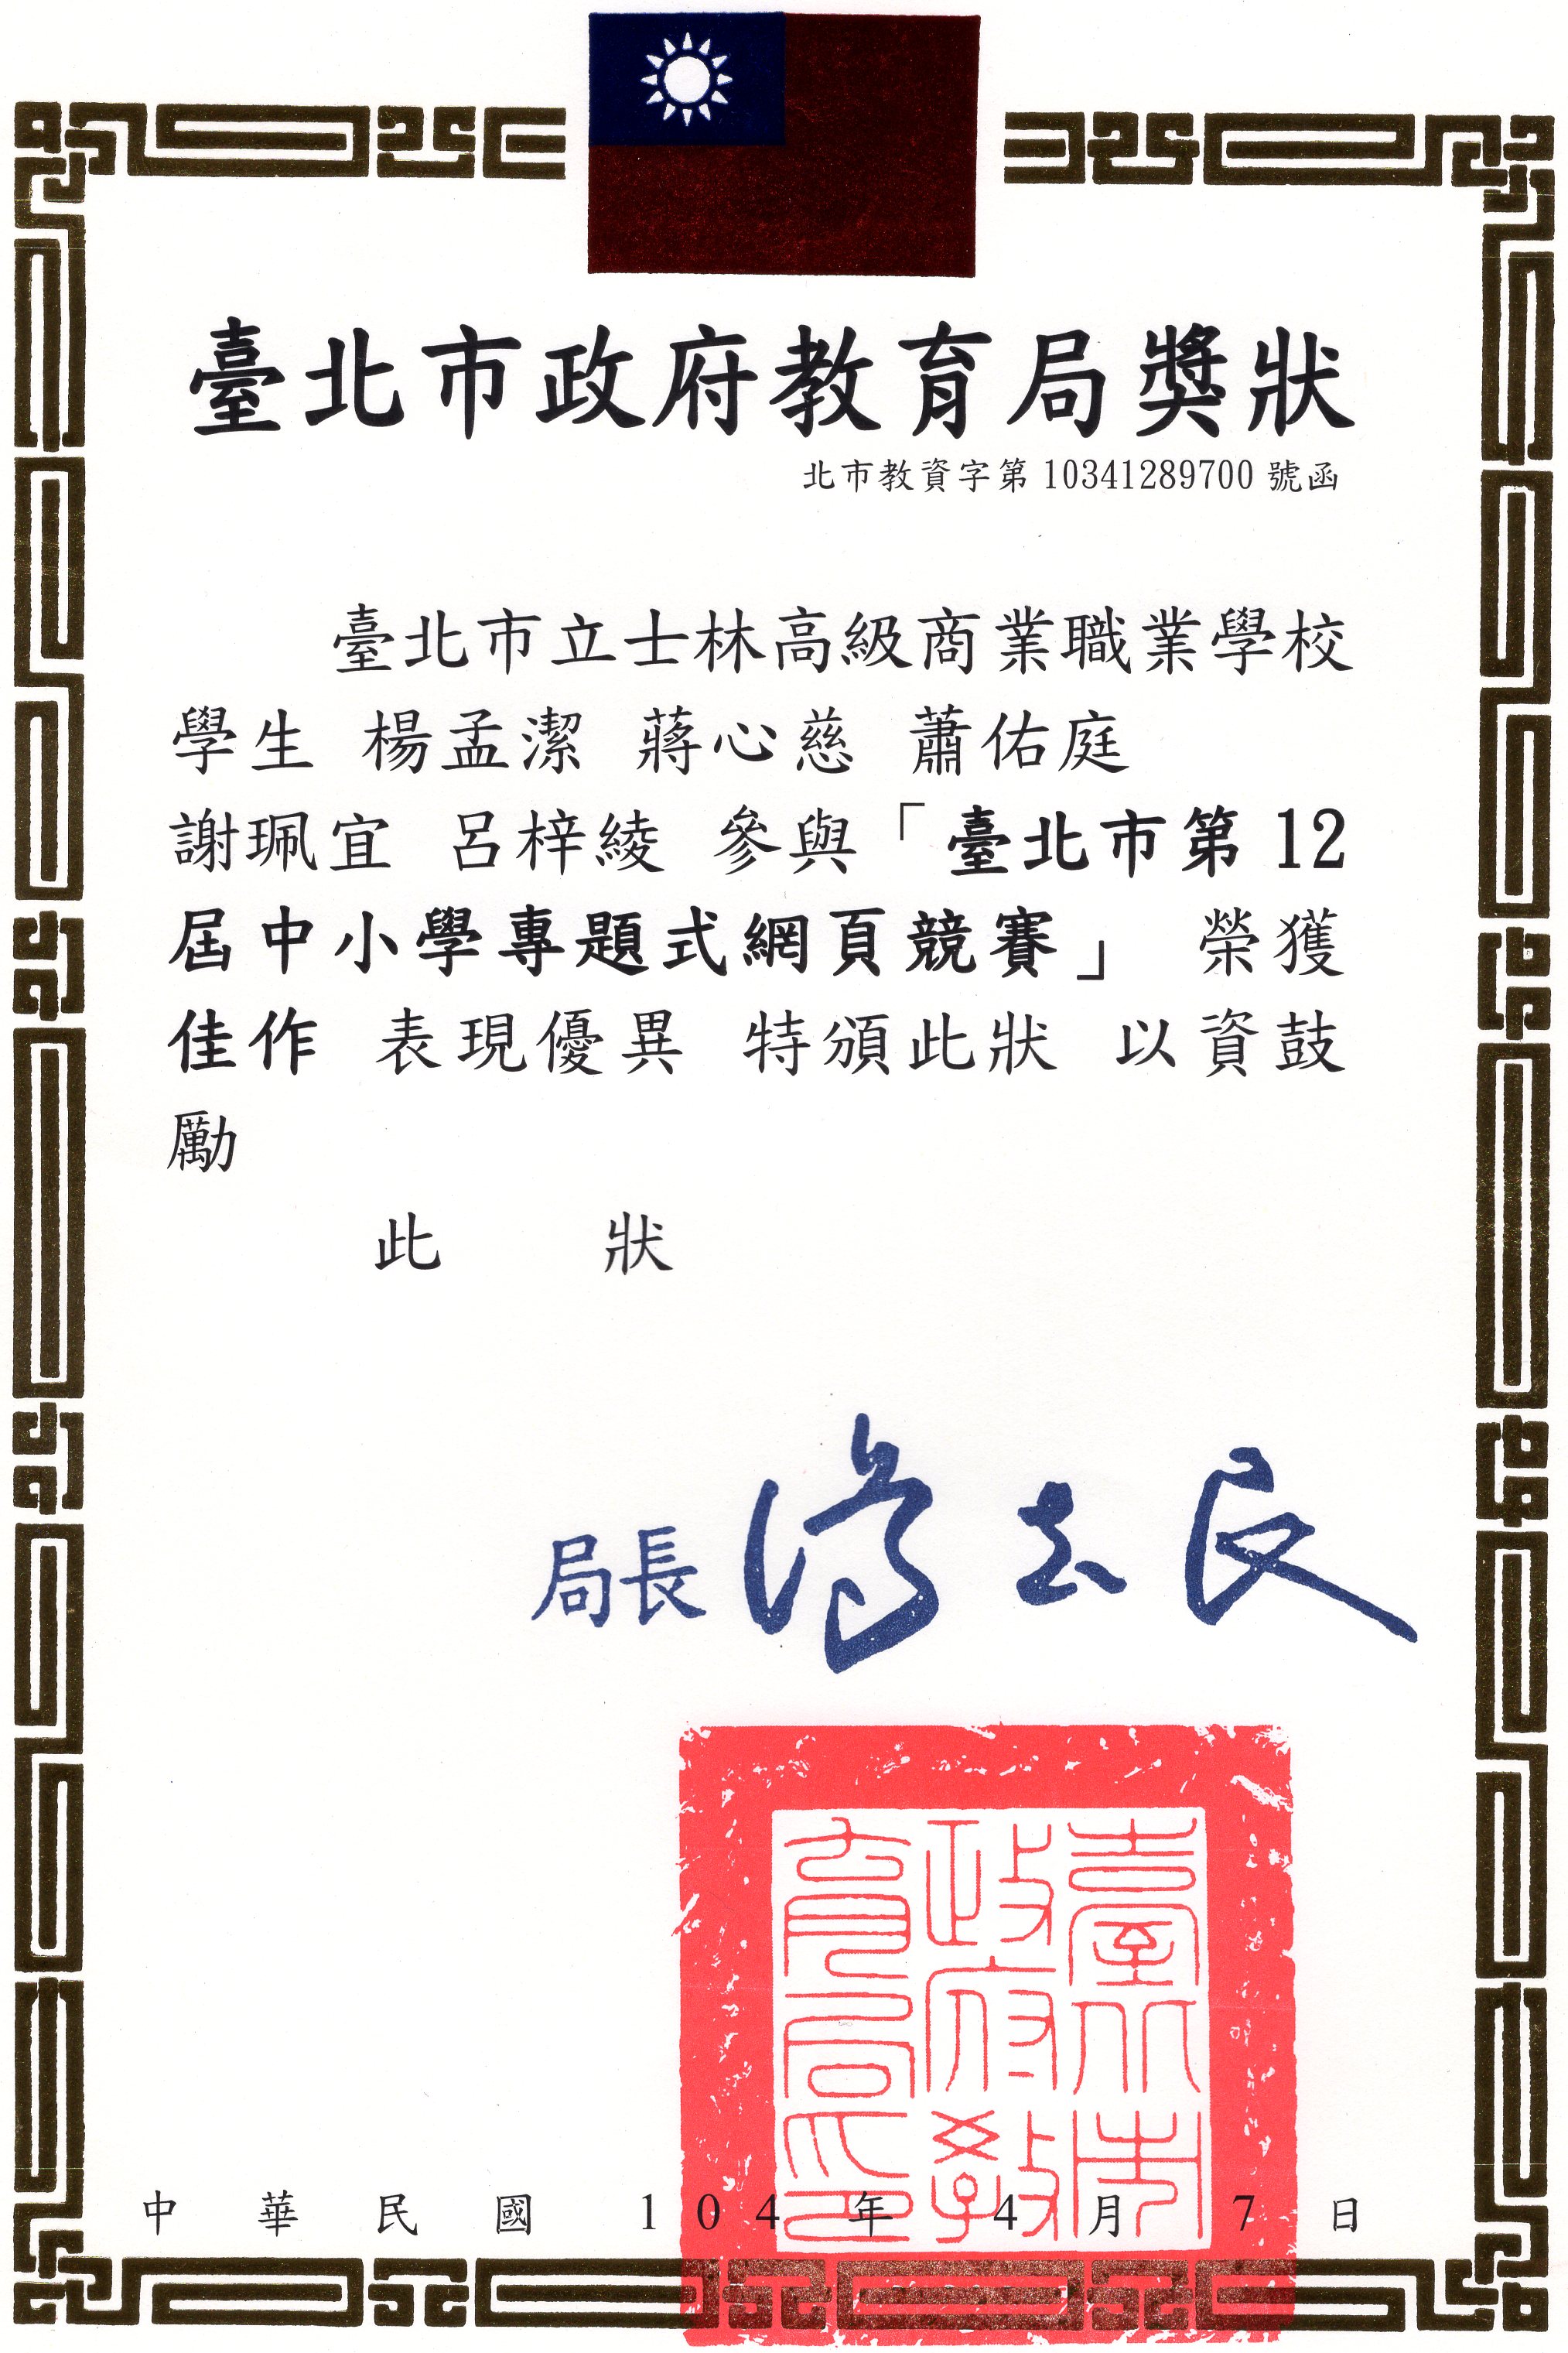 臺北市政府教育局獎狀
北市教資字第 10341289700 號函
臺北市立士林高級商業職業學校
學生 楊孟潔 蔣心慈 蕭佑庭
謝珮宜 呂梓綾 參與「臺北市第 12
屆中小學專題式網頁競賽」 榮獲
佳作 表現優異 特頒此狀 以資鼓
勵
此 狀
局長 湯志民
臺北市
政府教
育局印
中 華 民 國 104 年 4 月 7 日